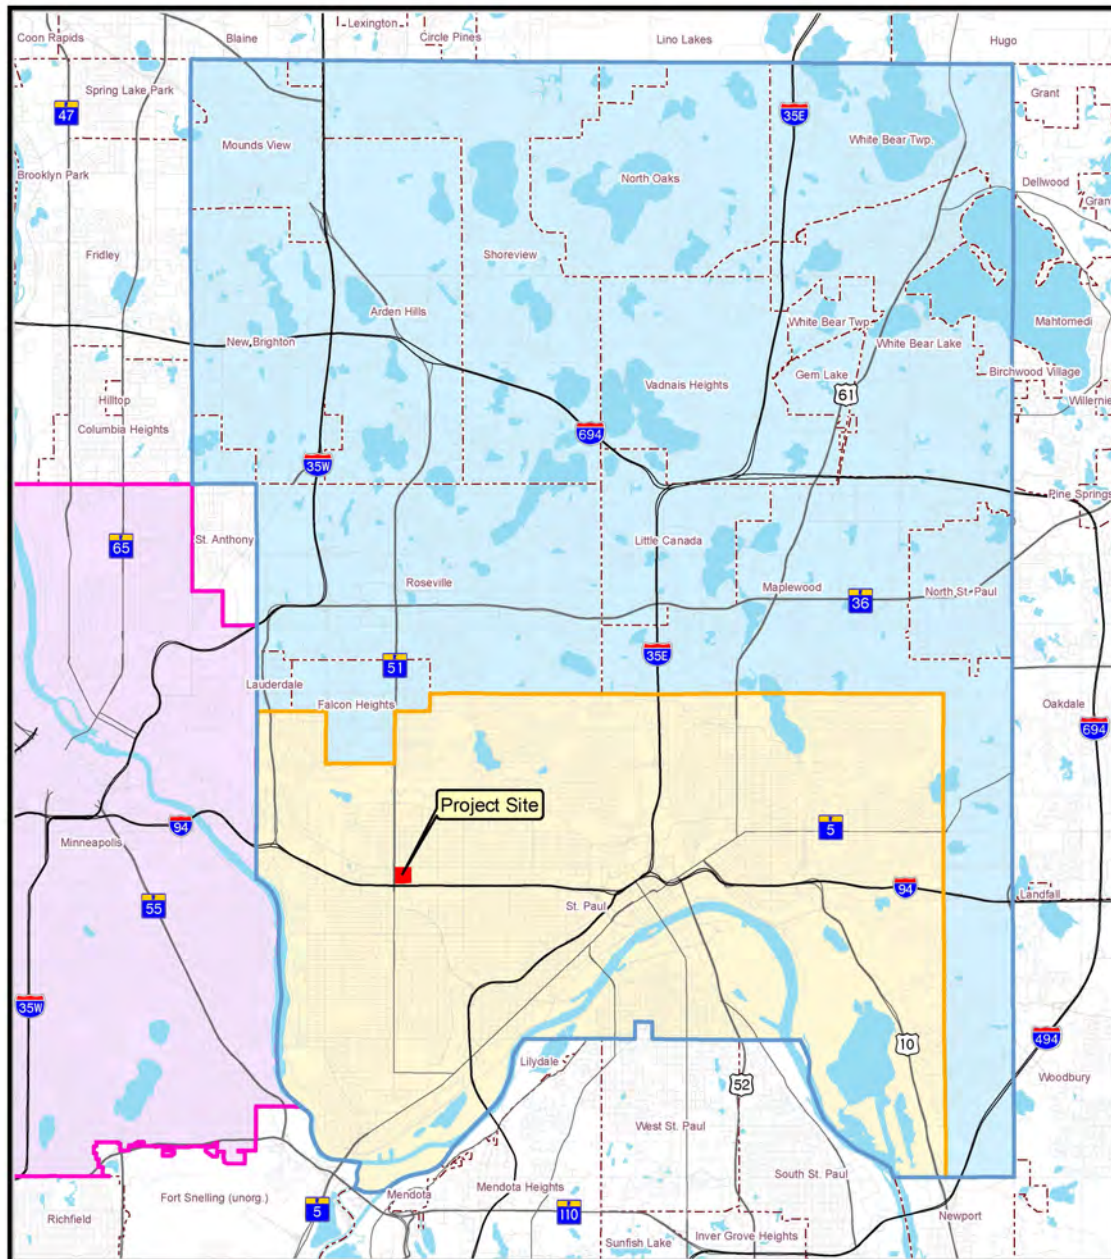 Lexington
Coon Rapids
Blaine
Circle Pines
Lino Lakes
Hugo
Spring Lake Park
Grant
47
35E
Mounds View
White Bear Twp.
Brooklyn Park
North Oaks
Dellwood
Grant
Fridley
Shoreview
Arden Hills
White Bear Twp.
Mahtomedi
New Brighton
White Bear Lake
Gem Lake
Birchwood Village
Vadnais Heights
61
Hilltop
Willernie
Columbia Heights
694
35W
Pine Springs
St. Anthony
65
Little Canada
Roseville
Maplewood
North St. Paul
36
35E
51
Lauderdale
Falcon Heights
Oakdale
694
Project Site
94
5
Minneapolis
94
Landfall
55
St. Paul
35W
10
494
Lilydale
52
Woodbury
West St. Paul
South St. Paul
Mendota Heights
Fort Snelling (unorg.)
Mendota
5
110
Newport
Richfield
Inver Grove Heights
Sunfish Lake